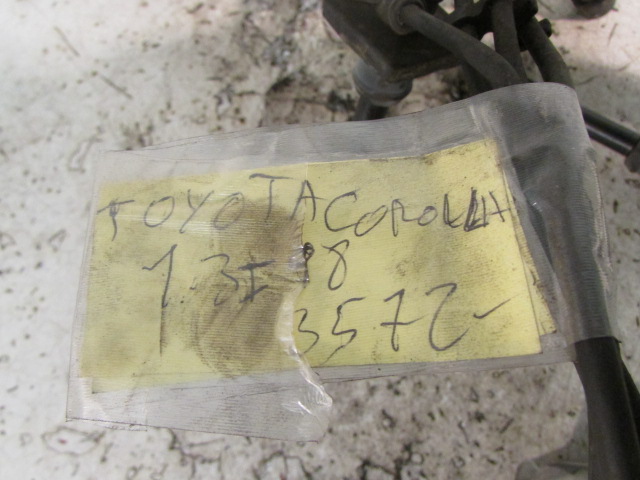 TOYOTA COROLLA
1.3I 98
3572-